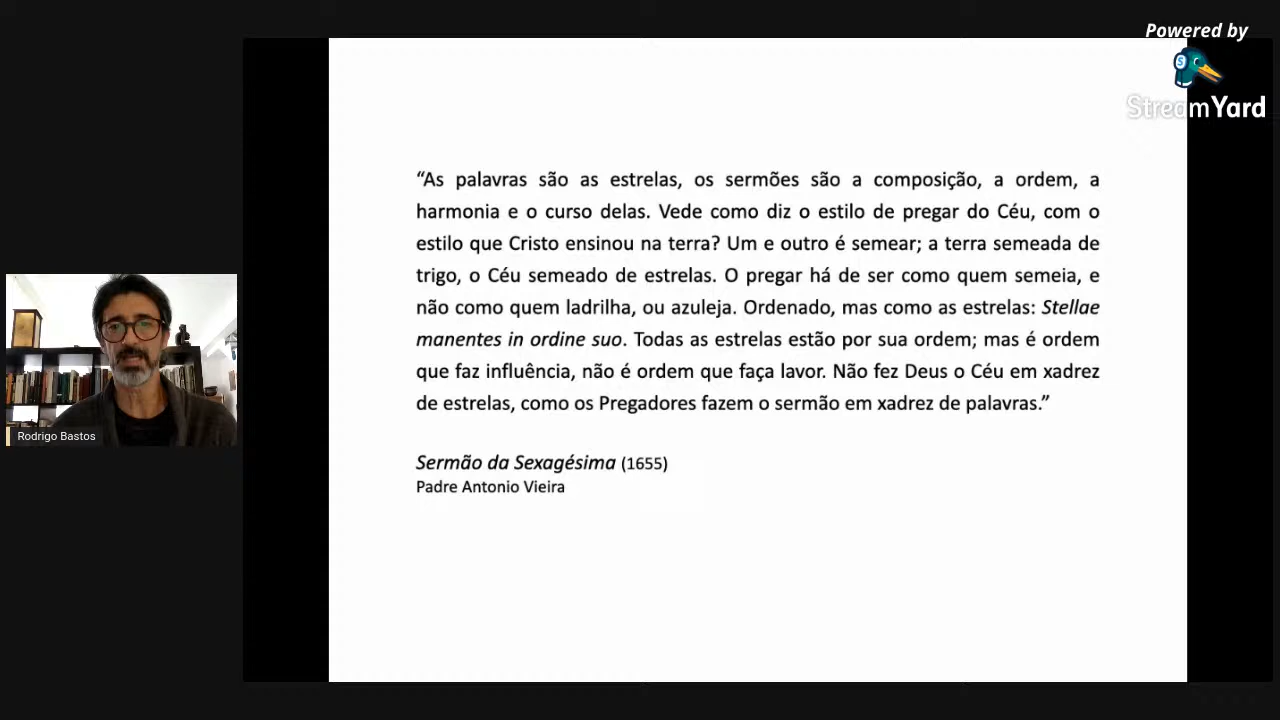 Powered by
StreamYard
“As palavras são as estrelas, os sermões são a composição, a ordem, a
harmonia e o curso delas. Vede como diz o estilo de pregar do Céu, com o
estilo que Cristo ensinou na terra? Um e outro é semear; a terra semeada de
trigo, o Céu semeado de estrelas. O pregar há de ser como quem semeia, e
não como quem ladrilha, ou azuleja. Ordenado, mas como as estrelas: Stellae
manentes in ordine suo. Todas as estrelas estão por sua ordem; mas é ordem
que faz influência, não é ordem que faça lavor. Não fez Deus o Céu em xadrez
de estrelas, como os Pregadores fazem o sermão em xadrez de palavras.”
Sermão da Sexagésima (1655)
Padre Antonio Vieira
Rodrigo Bastos